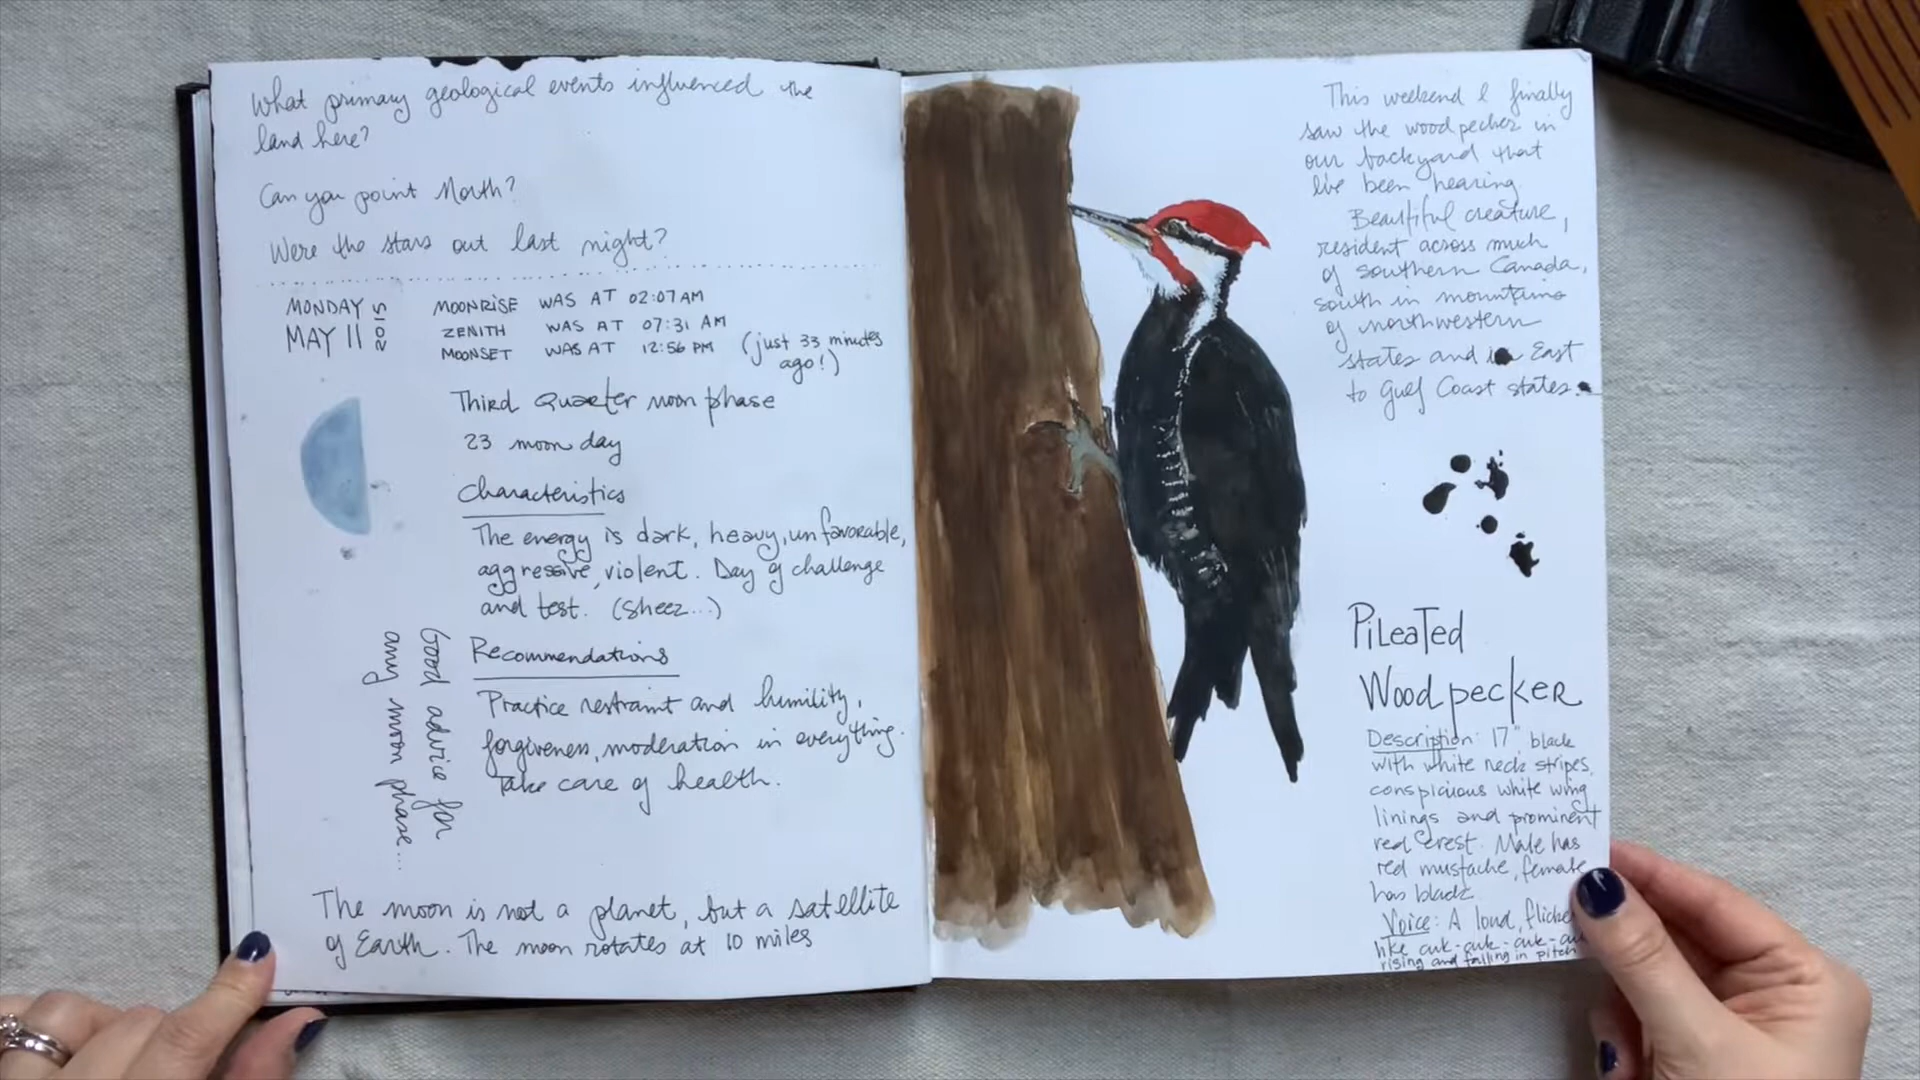 What primary geological events influenced the
land here?
Can you point North?
Were the stars out last night?
MONDAY
MAY 11
2015
MOONRISE WAS AT 02:07 AM
ZENITH WAS AT 07:31 AM
MOONSET WAS AT 12:56 PM
(just 33 minutes
ago!)
Third Quarter moon phase
23 moon day
Characteristics
The energy is dark, heavy, unfavorable,
aggressive, violent. Day of challenge
and test. (Sheez...)
Recommendations
Practice restraint and humility,
forgiveness, moderation in everything.
Take care of health.
Good advice for
any moon phase...
The moon is not a planet, but a satellite
of Earth. The moon rotates at 10 miles
This weekend I finally
saw the woodpecker in
our backyard that
I've been hearing
Beautiful creature,
resident across much
of southern Canada,
south in mountains
of northwestern
states and in East
to Gulf Coast states.
Pileated
Woodpecker
Description: 17", black
with white neck stripes,
conspicious white wing
linings and prominent
red crest. Male has
red mustache, female
has black.
Voice: A loud,
like cuk-cuk-cuk-
rising and falling in pitch